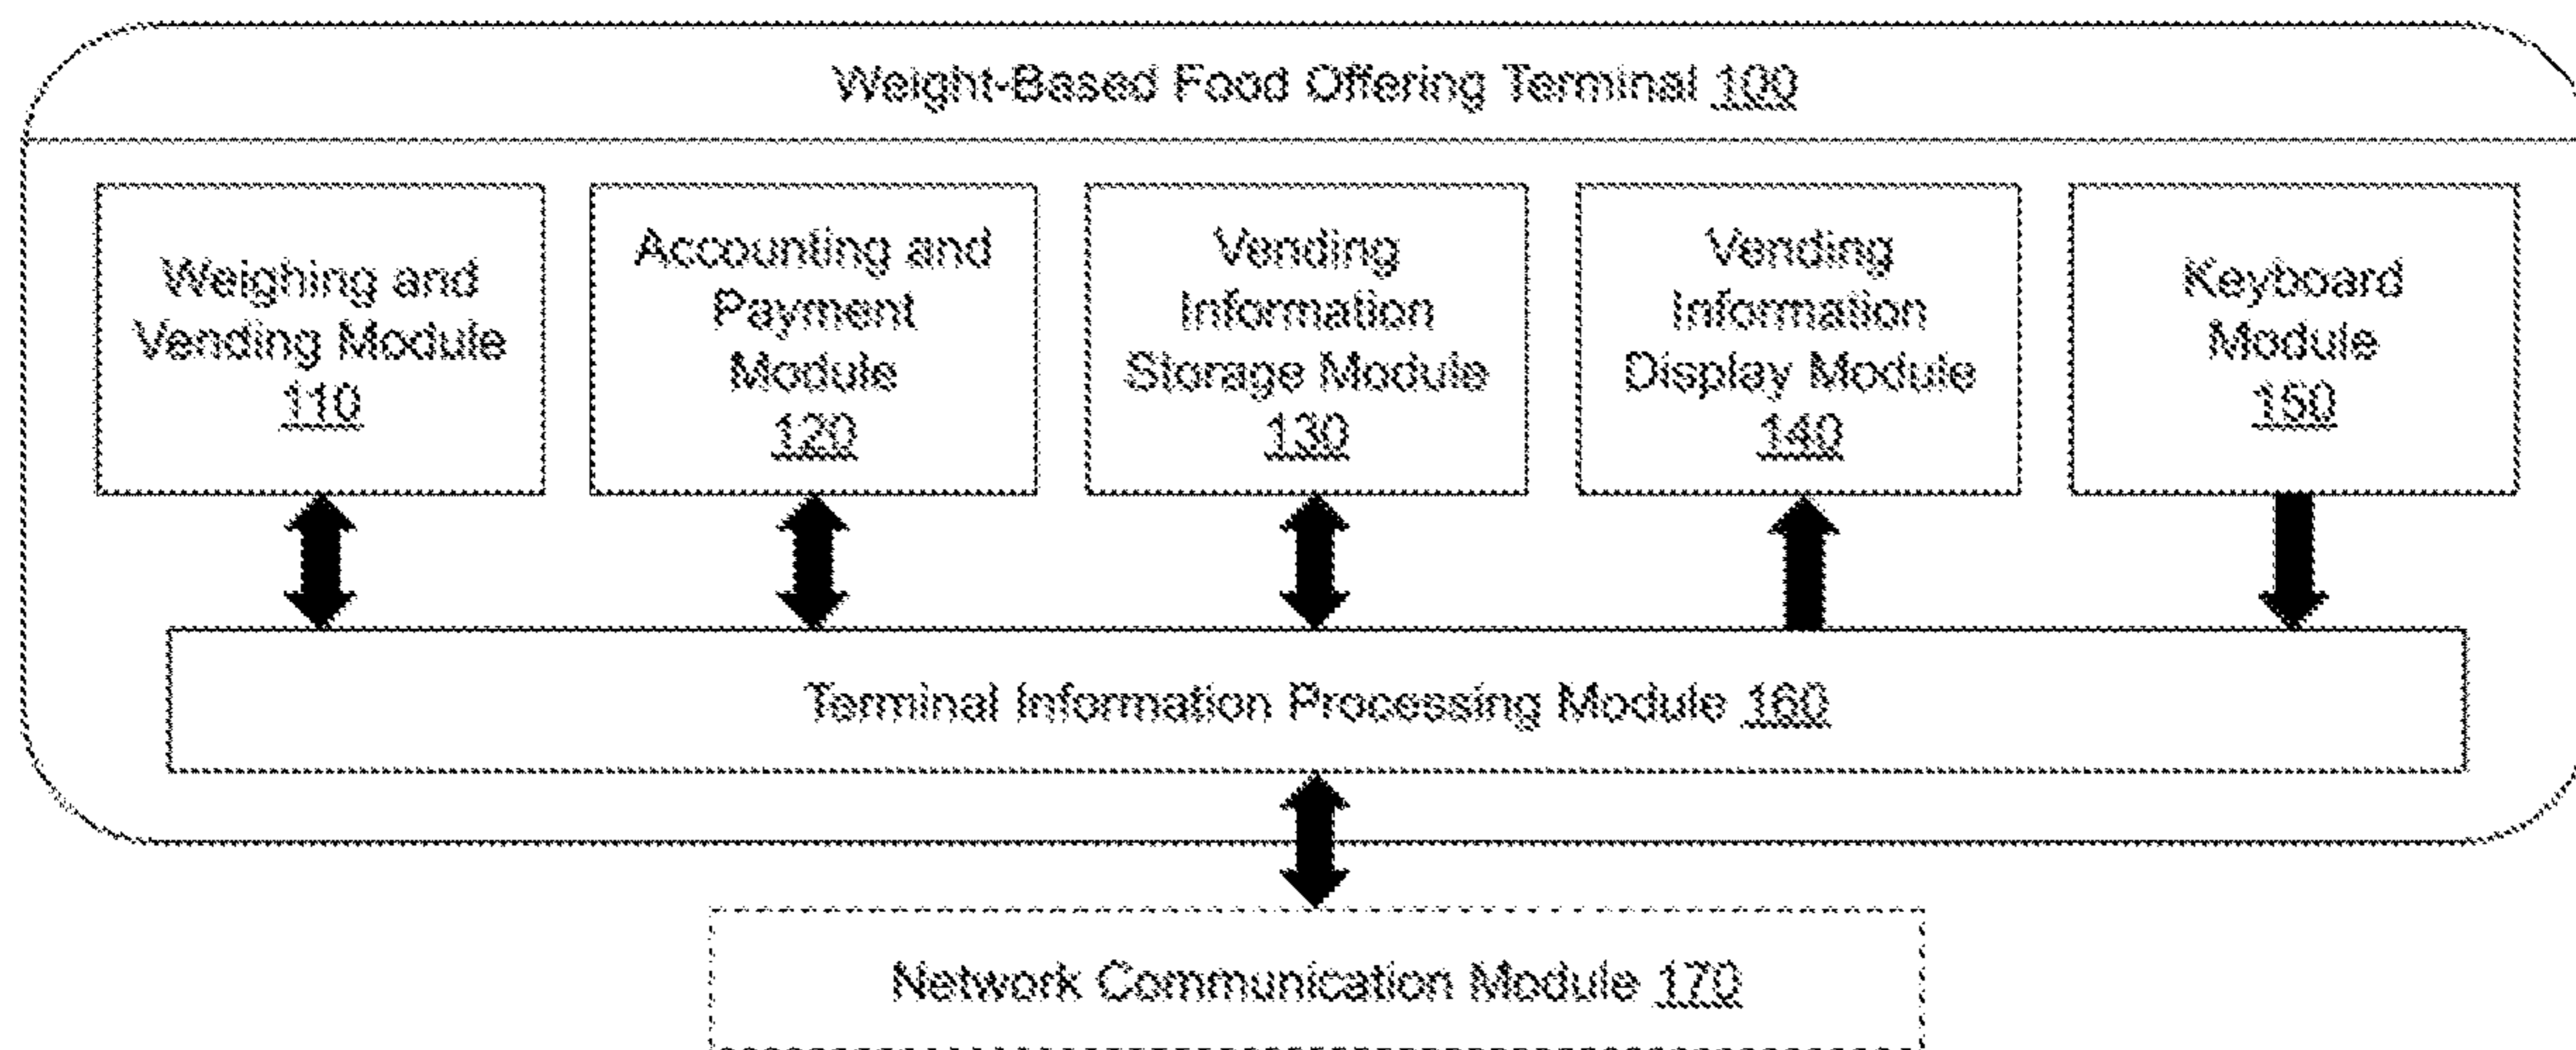 Weight-Based Food Offering Terminal 100
Weighing and
Vending Module
110
Accounting and
Payment
Module
120
Vending
Information
Storage Module
130
Vending
Information
Display Module
140
Keyboard
Module
150
Terminal Information Processing Module 160
Network Communication Module 170